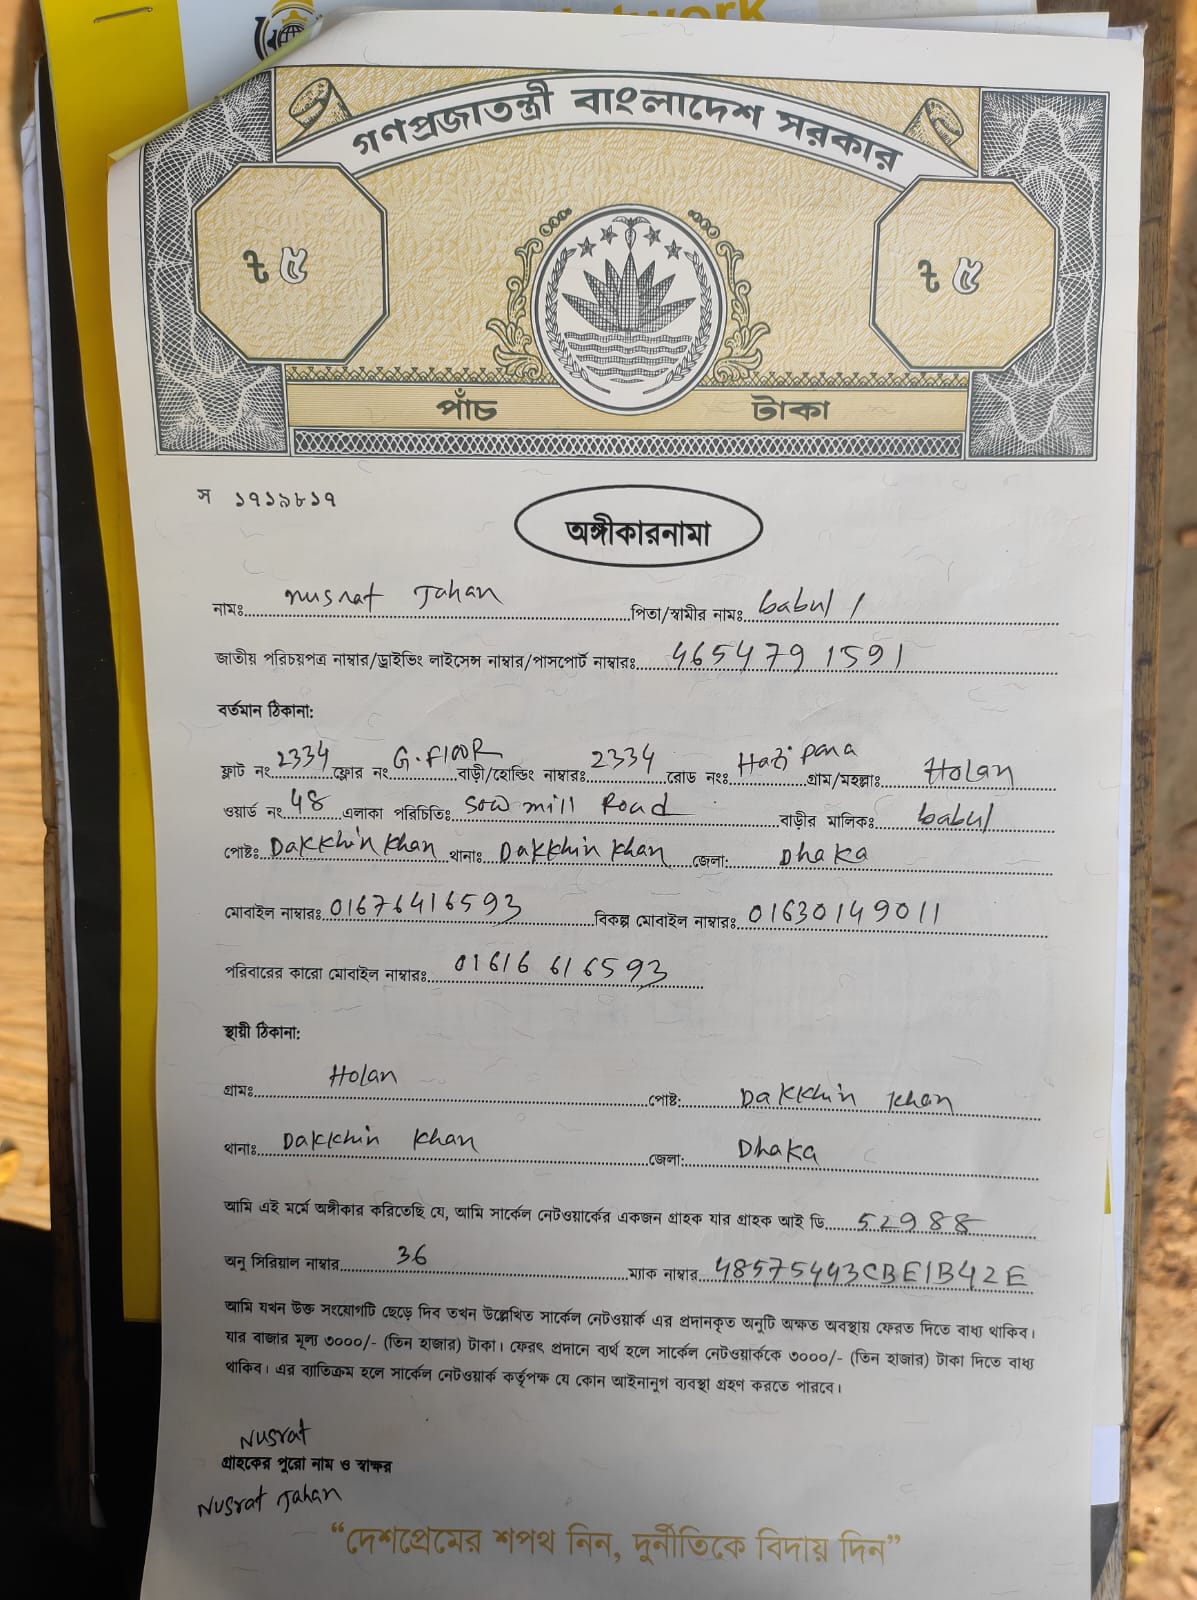 গণপ্রজাতন্ত্রী বাংলাদেশ সরকার
৳ ৫ ৳ ৫
পাঁচ টাকা
স ১৭১৯৮১৭
অঙ্গীকারনামা
নামঃ Nusrat Jahan পিতা/স্বামীর নামঃ babul
জাতীয় পরিচয়পত্র নাম্বার/ড্রাইভিং লাইসেন্স নাম্বার/পাসপোর্ট নাম্বারঃ 4654791591
বর্তমান ঠিকানা:
ফ্লাট নং 2334 ফ্লোর নং G. FlooR বাড়ী/হোল্ডিং নাম্বারঃ 2334 রোড নংঃ Hazi para গ্রাম/মহল্লাঃ Holan
ওয়ার্ড নং 48 এলাকা পরিচিতিঃ Sow mill Road বাড়ীর মালিকঃ babul
পোষ্টঃ Dakkhin khan থানাঃ Dakkhin khan জেলা: Dhaka
মোবাইল নাম্বারঃ 01676416593 বিকল্প মোবাইল নাম্বারঃ 01630149011
পরিবারের কারো মোবাইল নাম্বারঃ 01616 616593
স্থায়ী ঠিকানা:
গ্রামঃ Holan পোষ্ট: Dakkhin khan
থানাঃ Dakkhin khan জেলা: Dhaka
আমি এই মর্মে অঙ্গীকার করিতেছি যে, আমি সার্কেল নেটওয়ার্কের একজন গ্রাহক যার গ্রাহক আই ডি 52988
অনু সিরিয়াল নাম্বার 36 ম্যাক নাম্বার 48575443CBE1B42E
আমি যখন উক্ত সংযোগটি ছেড়ে দিব তখন উল্লেখিত সার্কেল নেটওয়ার্ক এর প্রদানকৃত অনুটি অক্ষত অবস্থায় ফেরত দিতে বাধ্য থাকিব।
যার বাজার মূল্য ৩০০০/- (তিন হাজার) টাকা। ফেরৎ প্রদানে ব্যর্থ হলে সার্কেল নেটওয়ার্ককে ৩০০০/- (তিন হাজার) টাকা দিতে বাধ্য
থাকিব। এর ব্যাতিক্রম হলে সার্কেল নেটওয়ার্ক কর্তৃপক্ষ যে কোন আইনানুগ ব্যবস্থা গ্রহণ করতে পারবে।
Nusrat
গ্রাহকের পুরো নাম ও স্বাক্ষর
Nusrat Jahan
“দেশপ্রেমের শপথ নিন, দুর্নীতিকে বিদায় দিন”